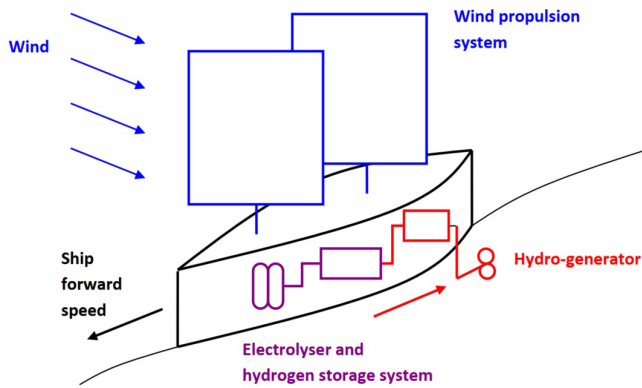 Wind propulsion
system
Wind
Ship
forward
speed
Hydro-generator
Electrolyser and
hydrogen storage system